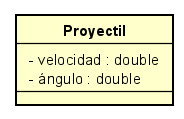 Proyectil
- velocidad : double
- ángulo : double